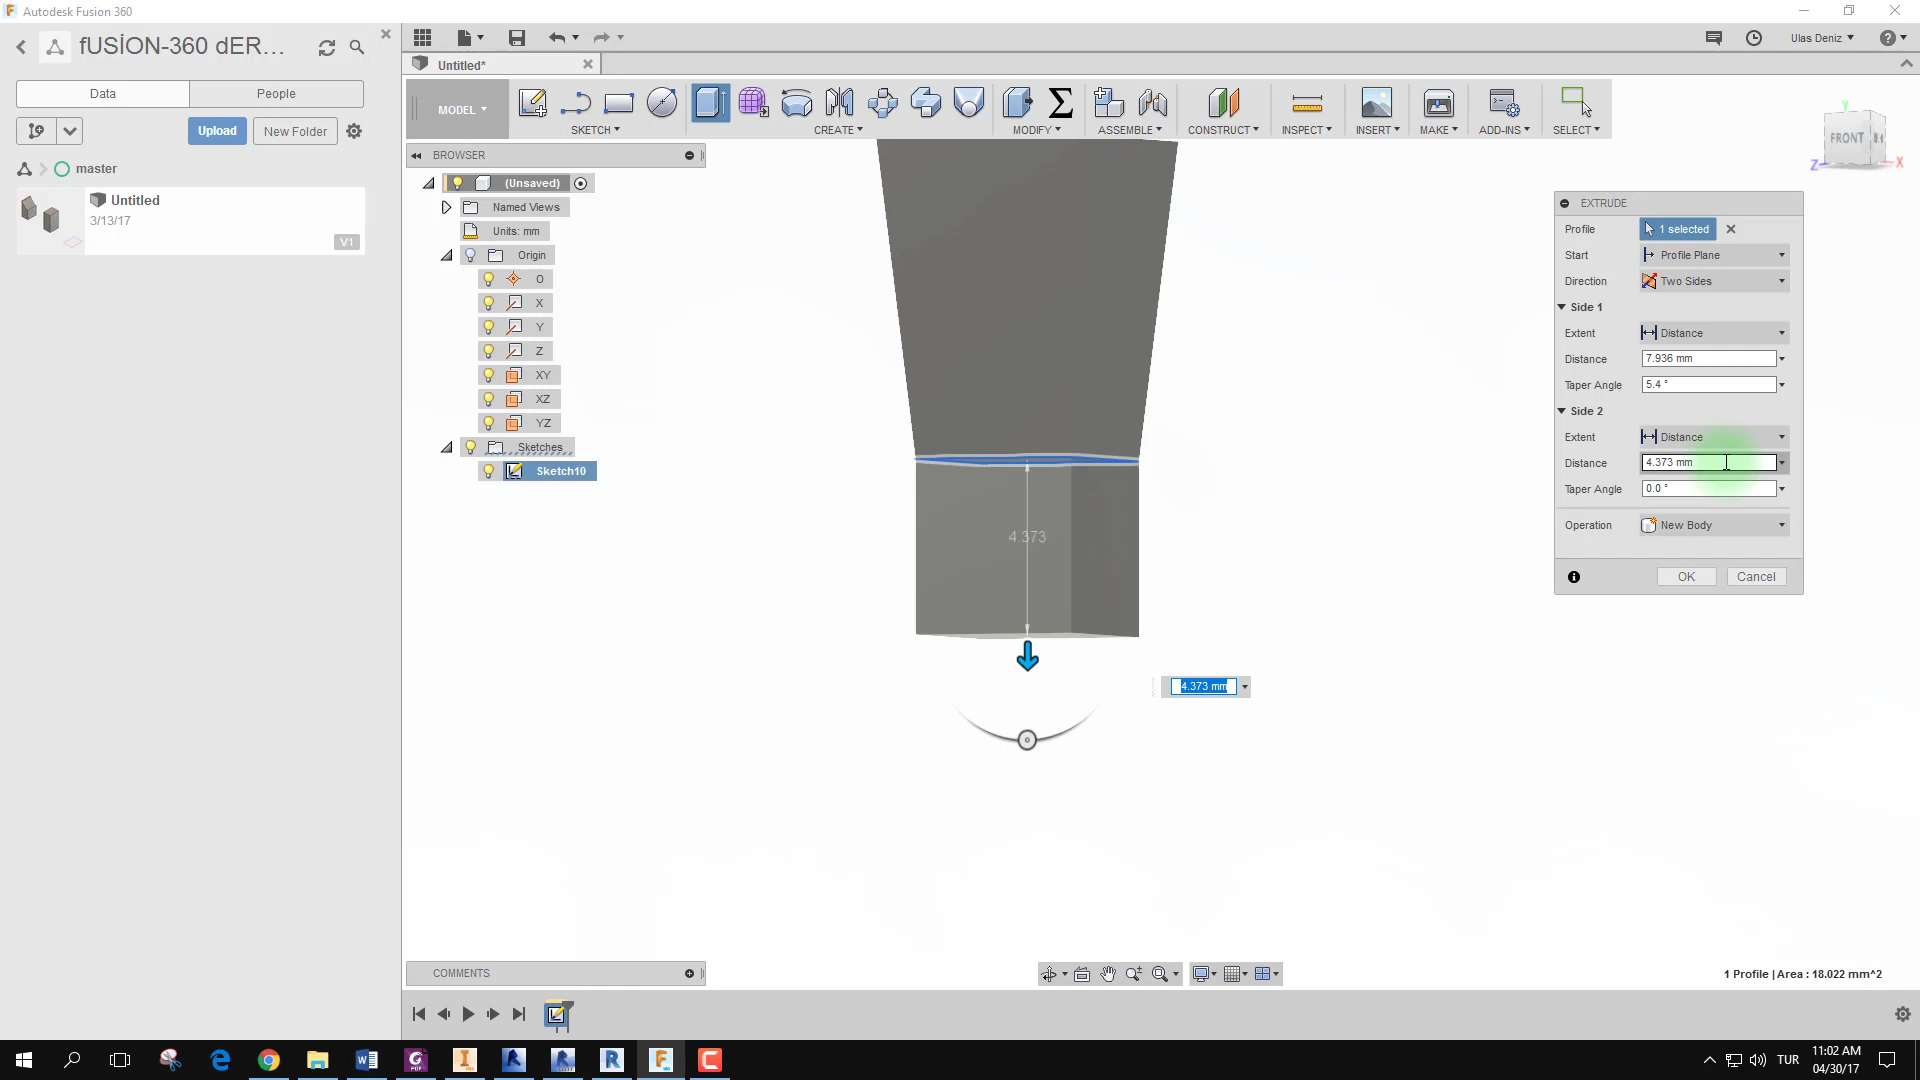 Autodesk Fusion 360
fUSİON-360 dER...
Ulas Deniz
Untitled*
Data
People
MODEL
SKETCH
CREATE
MODIFY
ASSEMBLE
CONSTRUCT
INSPECT
INSERT
MAKE
ADD-INS
SELECT
Upload
New Folder
master
Untitled
3/13/17
V1
BROWSER
(Unsaved)
Named Views
Units: mm
Origin
O
X
Y
Z
XY
XZ
YZ
Sketches
Sketch10
FRONT
Z
X
Y
EXTRUDE
Profile 1 selected
Start Profile Plane
Direction Two Sides
Side 1
Extent Distance
Distance 7.936 mm
Taper Angle 5.4 °
Side 2
Extent Distance
Distance 4.373 mm
Taper Angle 0.0 °
Operation New Body
OK Cancel
4.373
4.373 mm
COMMENTS
1 Profile | Area : 18.022 mm^2
TUR
11:02 AM
04/30/17